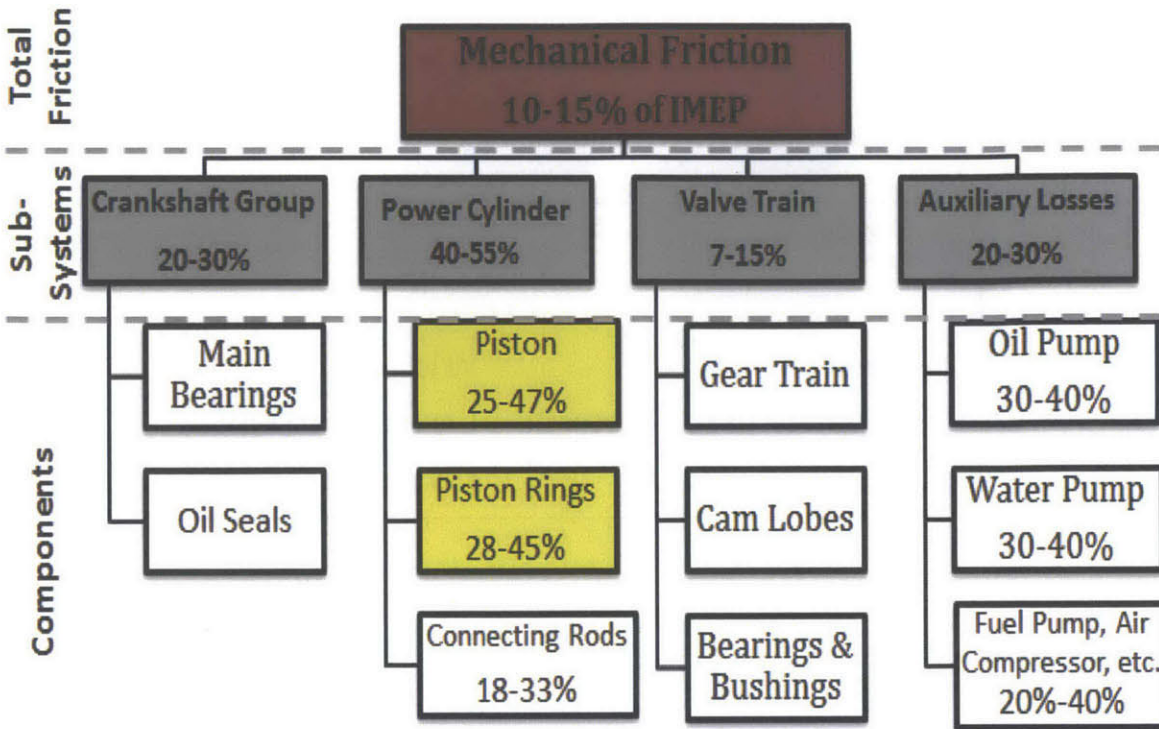 Total
Friction
Mechanical Friction
10-15% of IMEP
Sub-
Systems
Crankshaft Group
20-30%
Power Cylinder
40-55%
Valve Train
7-15%
Auxiliary Losses
20-30%
Components
Main
Bearings
Oil Seals
Piston
25-47%
Piston Rings
28-45%
Connecting Rods
18-33%
Gear Train
Cam Lobes
Bearings &
Bushings
Oil Pump
30-40%
Water Pump
30-40%
Fuel Pump, Air
Compressor, etc.
20%-40%